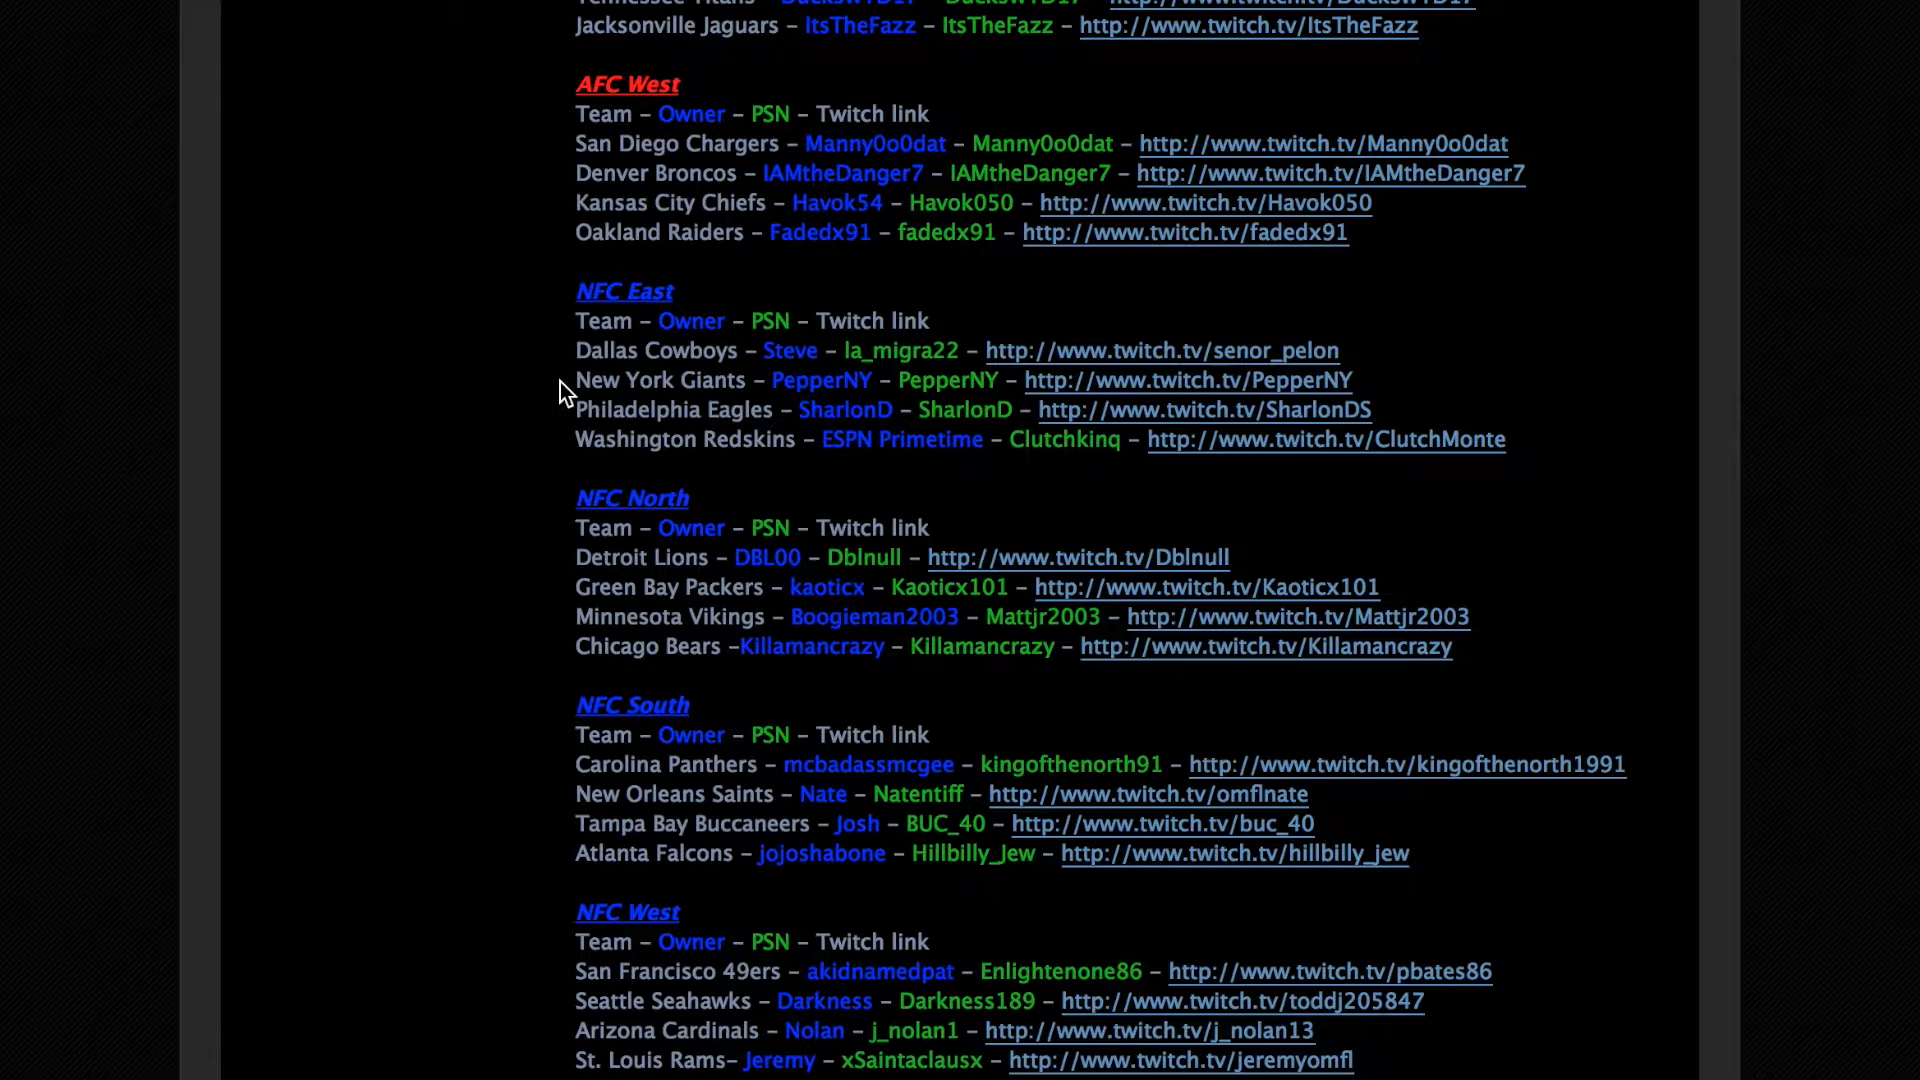 Tennessee Titans - DucksWTD17 - DucksWTD17 - http://www.twitch.tv/DucksWTD17
Jacksonville Jaguars – ItsTheFazz – ItsTheFazz – http://www.twitch.tv/ItsTheFazz
AFC West
Team – Owner – PSN – Twitch link
San Diego Chargers – Manny0o0dat – Manny0o0dat – http://www.twitch.tv/Manny0o0dat
Denver Broncos – IAMtheDanger7 – IAMtheDanger7 – http://www.twitch.tv/IAMtheDanger7
Kansas City Chiefs – Havok54 – Havok050 – http://www.twitch.tv/Havok050
Oakland Raiders – Fadedx91 – fadedx91 – http://www.twitch.tv/fadedx91
NFC East
Team – Owner – PSN – Twitch link
Dallas Cowboys – Steve – la_migra22 – http://www.twitch.tv/senor_pelon
New York Giants – PepperNY – PepperNY – http://www.twitch.tv/PepperNY
Philadelphia Eagles – SharlonD – SharlonD – http://www.twitch.tv/SharlonDS
Washington Redskins – ESPN Primetime – Clutchkinq – http://www.twitch.tv/ClutchMonte
NFC North
Team – Owner – PSN – Twitch link
Detroit Lions – DBL00 – Dblnull – http://www.twitch.tv/Dblnull
Green Bay Packers – kaoticx – Kaoticx101 – http://www.twitch.tv/Kaoticx101
Minnesota Vikings – Boogieman2003 – Mattjr2003 – http://www.twitch.tv/Mattjr2003
Chicago Bears –Killamancrazy – Killamancrazy – http://www.twitch.tv/Killamancrazy
NFC South
Team – Owner – PSN – Twitch link
Carolina Panthers – mcbadassmcgee – kingofthenorth91 – http://www.twitch.tv/kingofthenorth1991
New Orleans Saints – Nate – Natentiff – http://www.twitch.tv/omflnate
Tampa Bay Buccaneers – Josh – BUC_40 – http://www.twitch.tv/buc_40
Atlanta Falcons – jojoshabone – Hillbilly_Jew – http://www.twitch.tv/hillbilly_jew
NFC West
Team – Owner – PSN – Twitch link
San Francisco 49ers – akidnamedpat – Enlightenone86 – http://www.twitch.tv/pbates86
Seattle Seahawks – Darkness – Darkness189 – http://www.twitch.tv/toddj205847
Arizona Cardinals – Nolan – j_nolan1 – http://www.twitch.tv/j_nolan13
St. Louis Rams– Jeremy – xSaintaclausx – http://www.twitch.tv/jeremyomfl